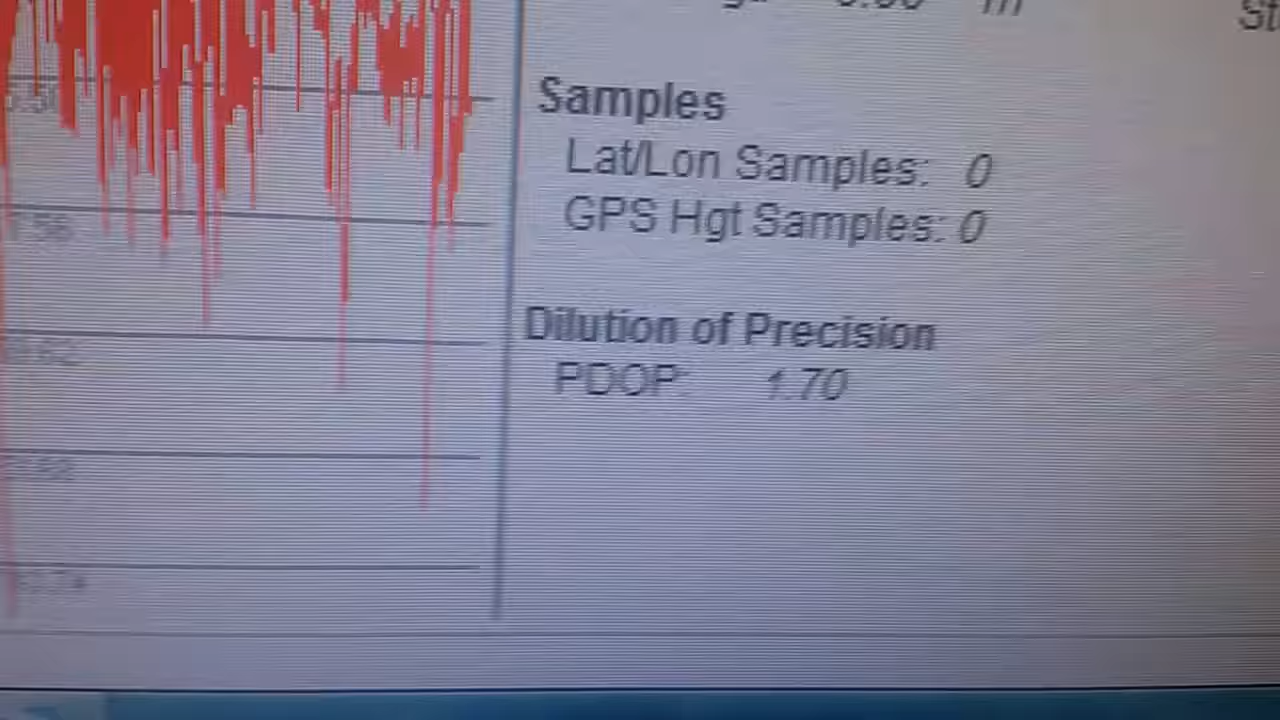 Samples
Lat/Lon Samples: 0
GPS Hgt Samples: 0
Dilution of Precision
PDOP: 1.70